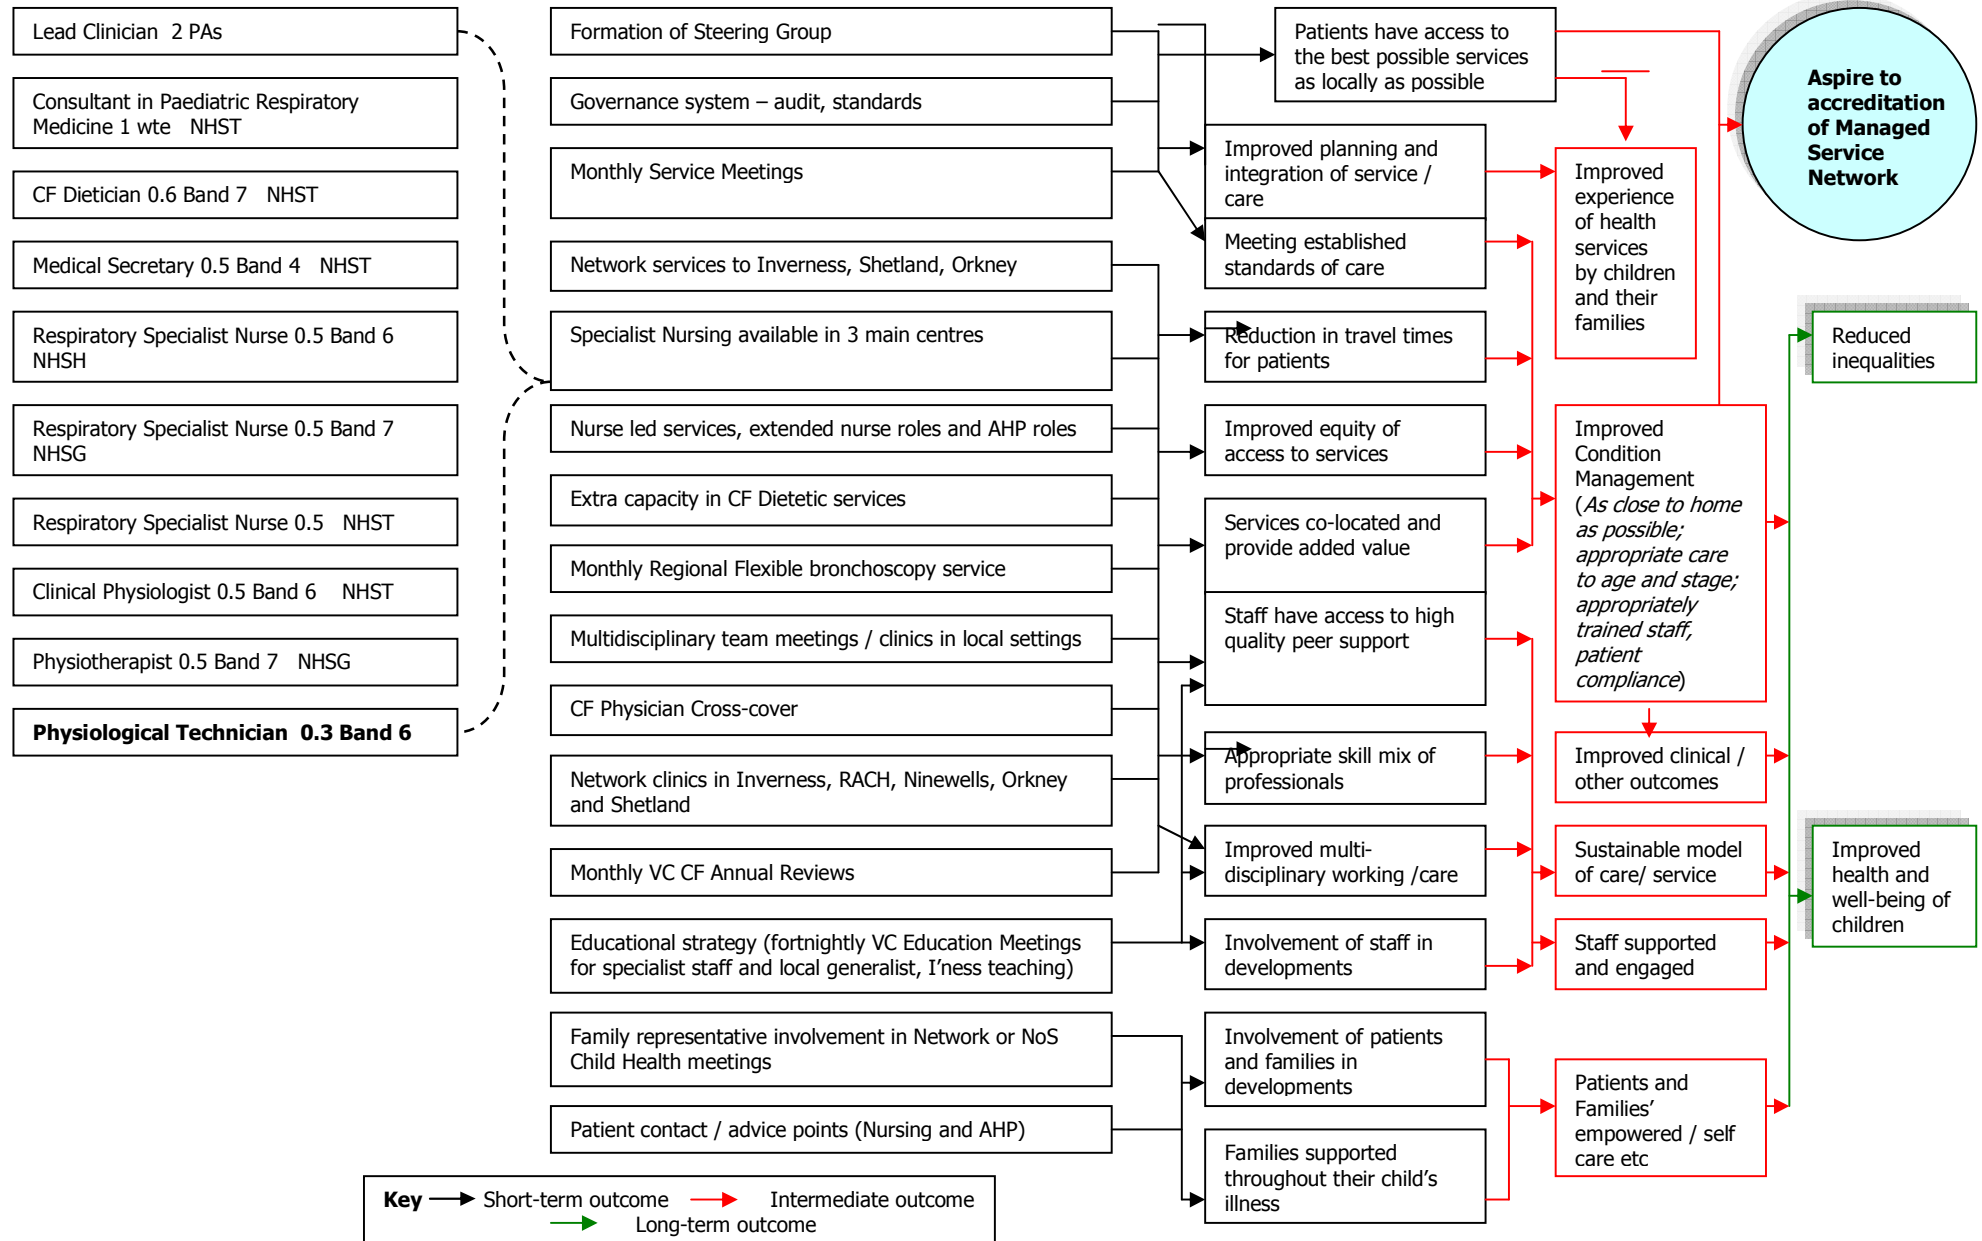 Lead Clinician  2 PAs
Consultant in Paediatric Respiratory
Medicine 1 wte   NHST
CF Dietician 0.6 Band 7   NHST
Medical Secretary 0.5 Band 4   NHST
Respiratory Specialist Nurse 0.5 Band 6
NHSH
Respiratory Specialist Nurse 0.5 Band 7
NHSG
Respiratory Specialist Nurse 0.5   NHST
Clinical Physiologist 0.5 Band 6    NHST
Physiotherapist 0.5 Band 7   NHSG
Physiological Technician  0.3 Band 6
Formation of Steering Group
Governance system – audit, standards
Monthly Service Meetings
Network services to Inverness, Shetland, Orkney
Specialist Nursing available in 3 main centres
Nurse led services, extended nurse roles and AHP roles
Extra capacity in CF Dietetic services
Monthly Regional Flexible bronchoscopy service
Multidisciplinary team meetings / clinics in local settings
CF Physician Cross-cover
Network clinics in Inverness, RACH, Ninewells, Orkney
and Shetland
Monthly VC CF Annual Reviews
Educational strategy (fortnightly VC Education Meetings
for specialist staff and local generalist, I’ness teaching)
Family representative involvement in Network or NoS
Child Health meetings
Patient contact / advice points (Nursing and AHP)
Patients have access to
the best possible services
as locally as possible
Improved planning and
integration of service /
care
Meeting established
standards of care
Reduction in travel times
for patients
Improved equity of
access to services
Services co-located and
provide added value
Staff have access to high
quality peer support
Appropriate skill mix of
professionals
Improved multi-
disciplinary working /care
Involvement of staff in
developments
Involvement of patients
and families in
developments
Families supported
throughout their child’s
illness
Improved
experience
of health
services
by children
and their
families
Improved
Condition
Management
(As close to home
as possible;
appropriate care
to age and stage;
appropriately
trained staff,
patient
compliance)
Improved clinical /
other outcomes
Sustainable model
of care/ service
Staff supported
and engaged
Patients and
Families’
empowered / self
care etc
Aspire to
accreditation
of Managed
Service
Network
Reduced
inequalities
Improved
health and
well-being of
children
Key Short-term outcome Intermediate outcome
Long-term outcome